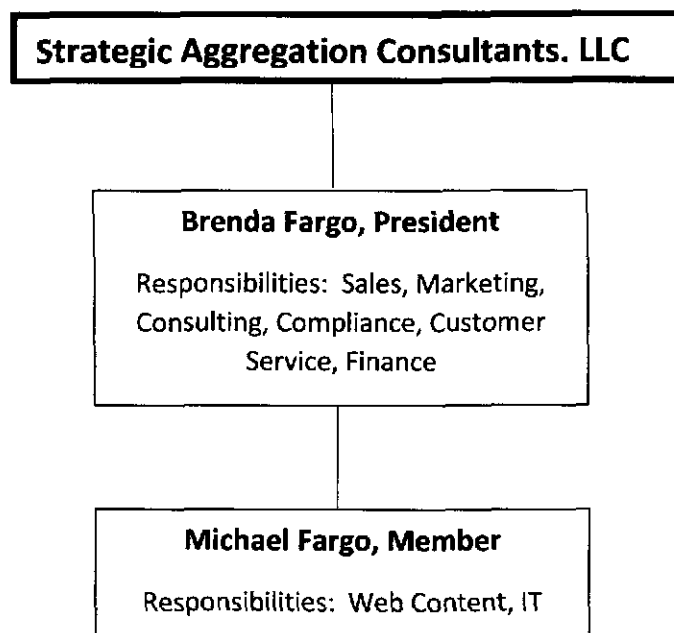 Strategic Aggregation Consultants. LLC
Brenda Fargo, President
Responsibilities: Sales, Marketing,
Consulting, Compliance, Customer
Service, Finance
Michael Fargo, Member
Responsibilities: Web Content, IT